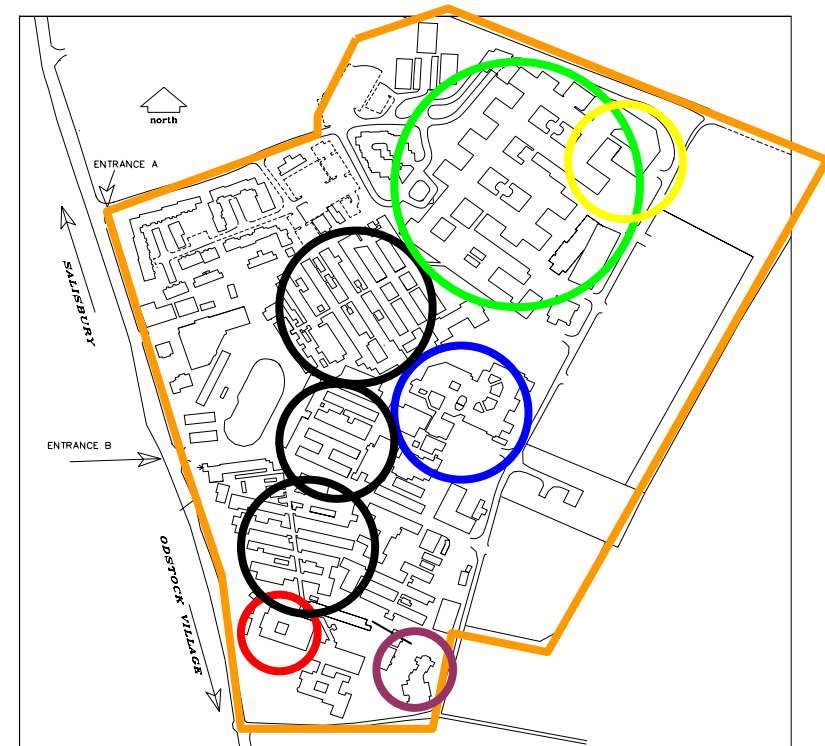 north
ENTRANCE A
SALISBURY
ENTRANCE B
ODSTOCK VILLAGE